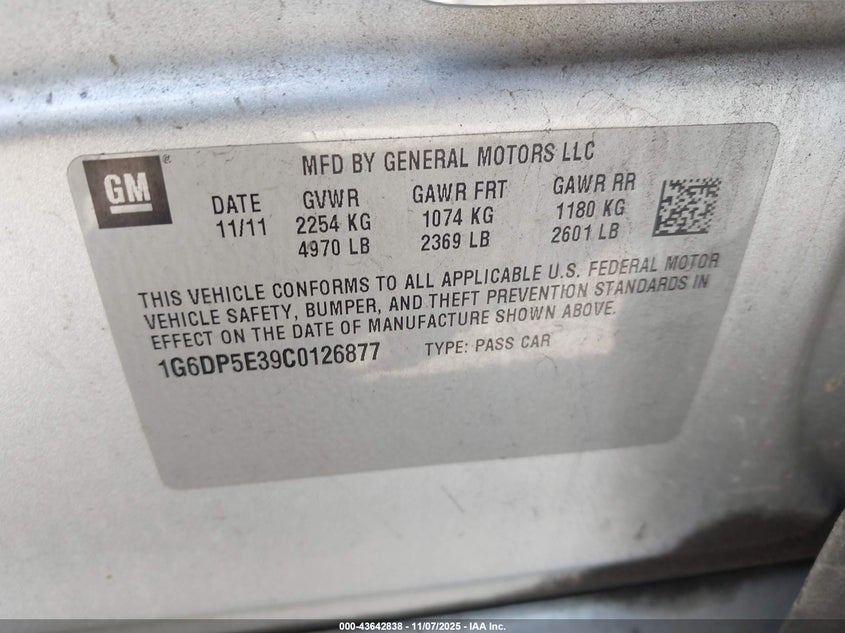 GM®
MFD BY GENERAL MOTORS LLC
DATE GVWR GAWR FRT GAWR RR
11/11 2254 KG 1074 KG 1180 KG
4970 LB 2369 LB 2601 LB
THIS VEHICLE CONFORMS TO ALL APPLICABLE U.S. FEDERAL MOTOR
VEHICLE SAFETY, BUMPER, AND THEFT PREVENTION STANDARDS IN
EFFECT ON THE DATE OF MANUFACTURE SHOWN ABOVE.
1G6DP5E39C0126877 TYPE: PASS CAR
000-43642838 - 11/07/2025 - IAA Inc.